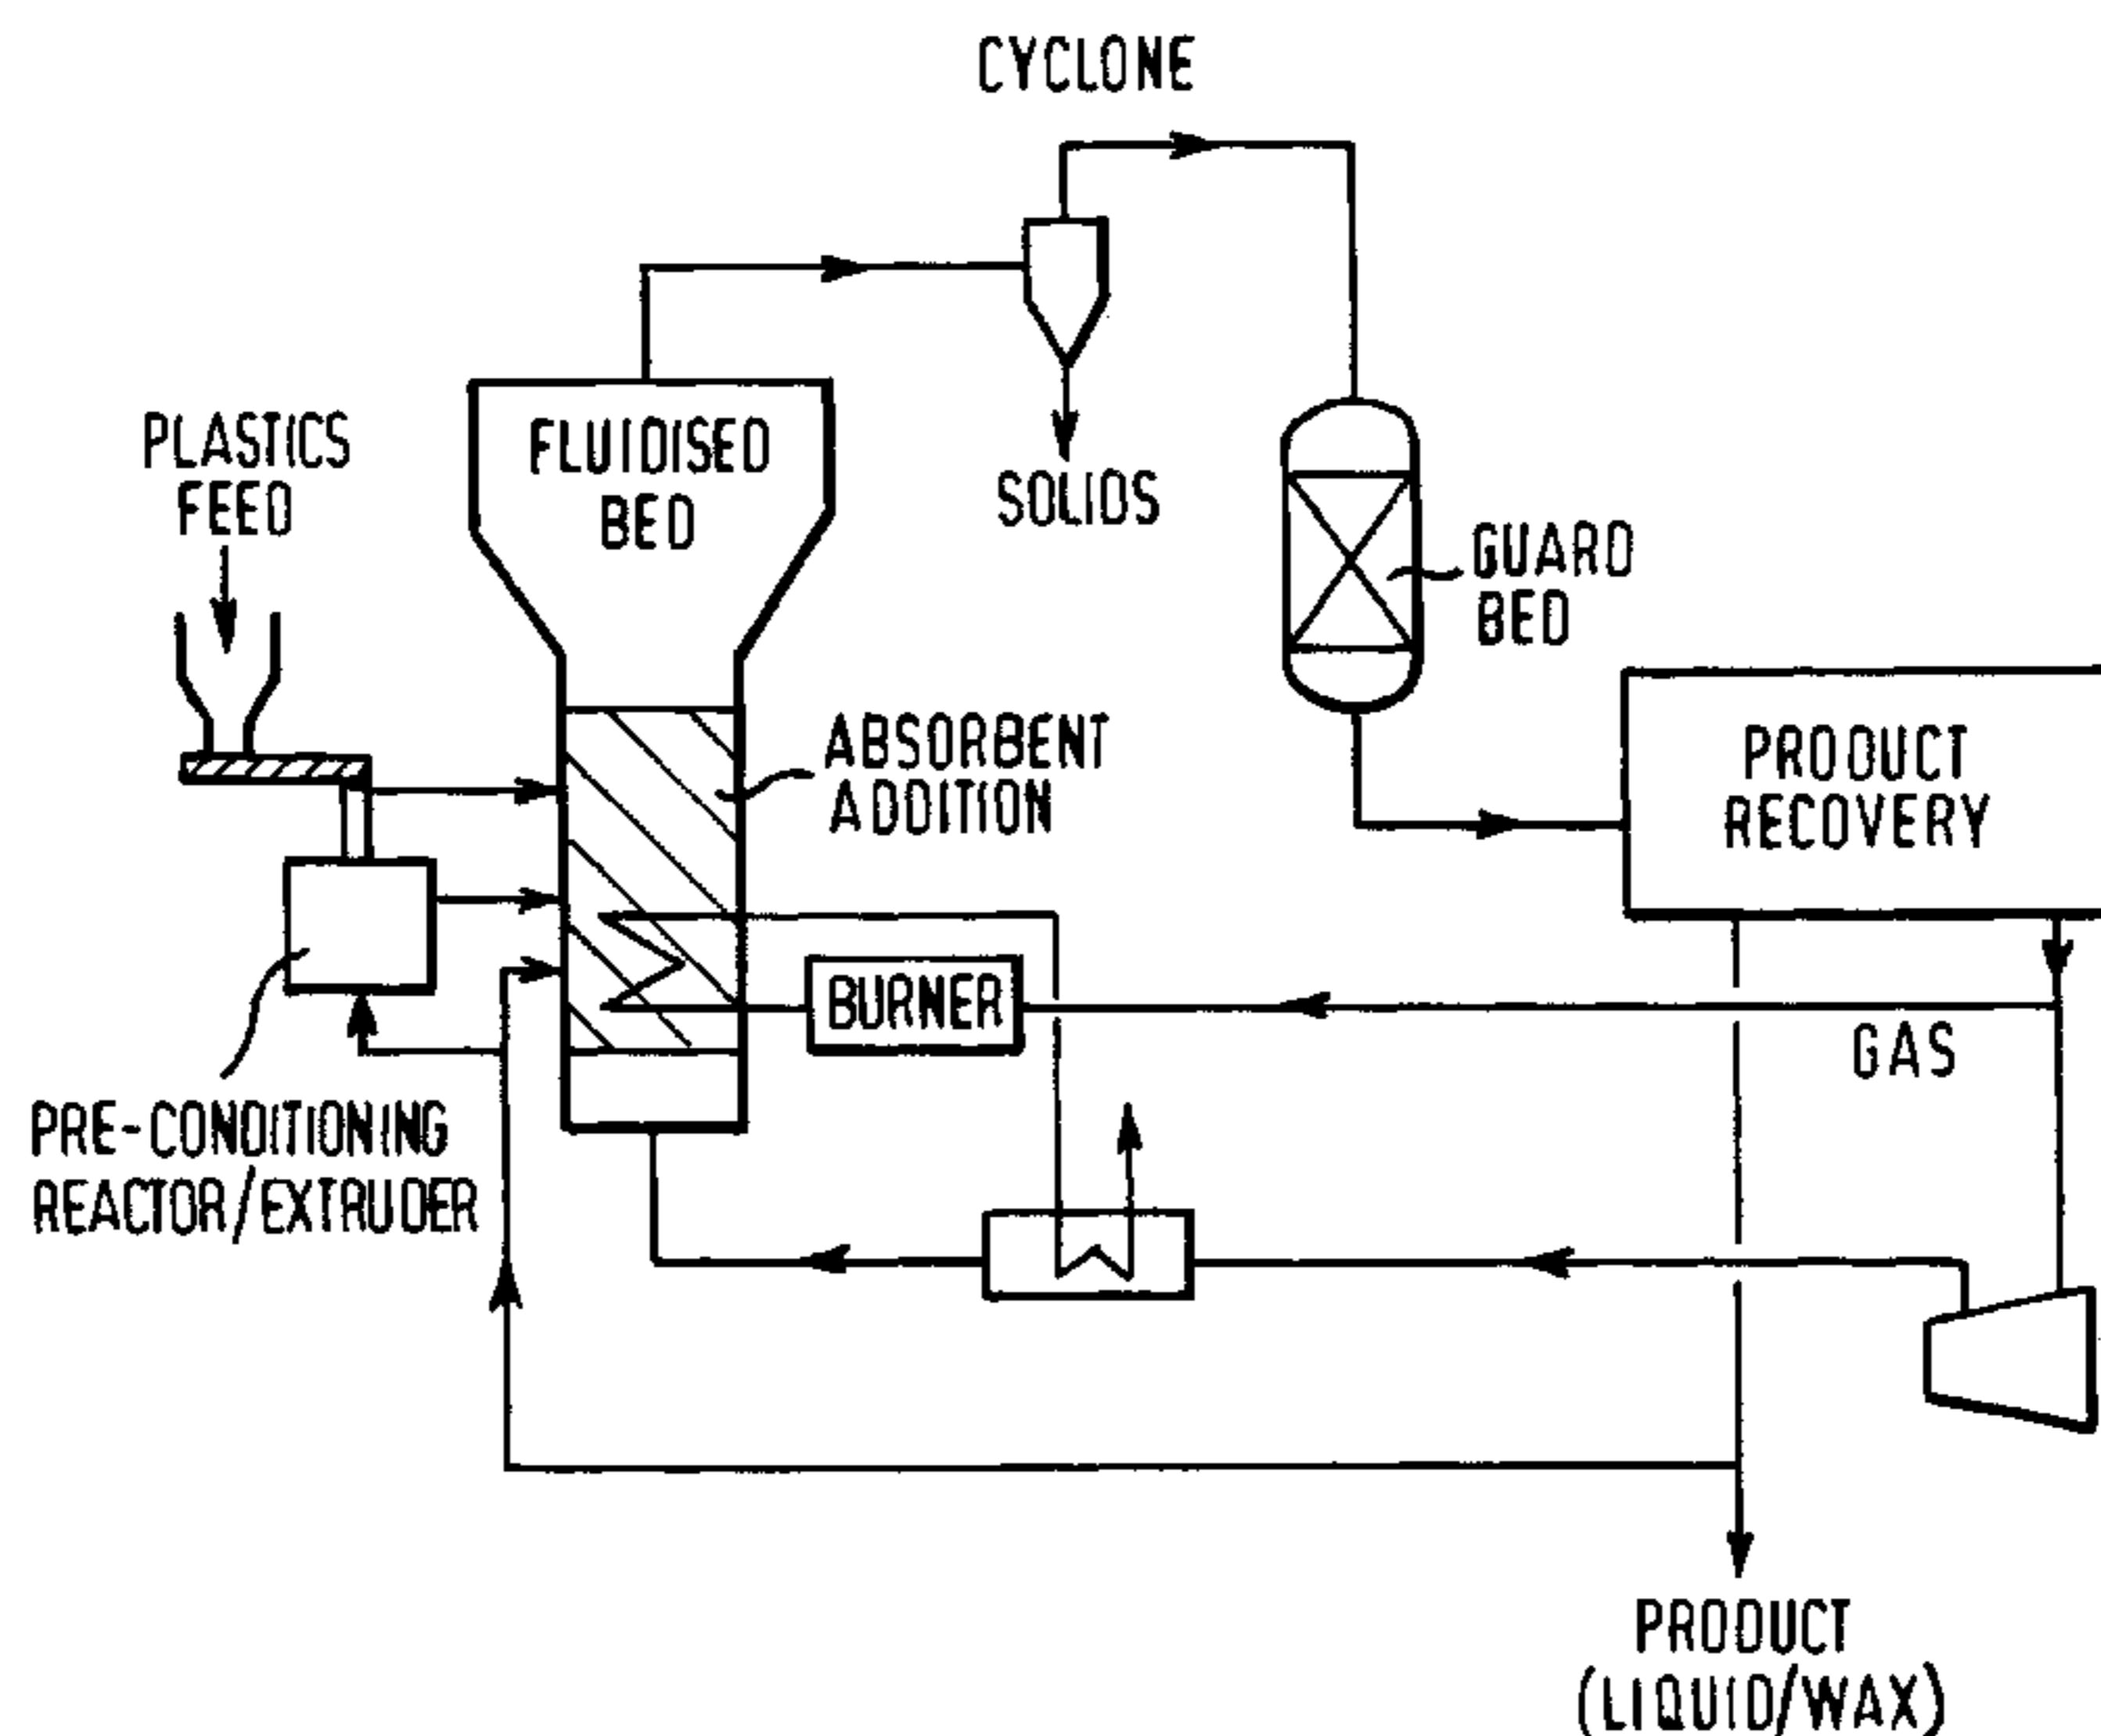 CYCLONE
PLASTICS
FEED
FLUIDISED
BED
SOLIDS
GUARD
BED
ABSORBENT
ADDITION
PRODUCT
RECOVERY
BURNER
GAS
PRE-CONDITIONING
REACTOR/EXTRUDER
PRODUCT
(LIQUID/WAX)